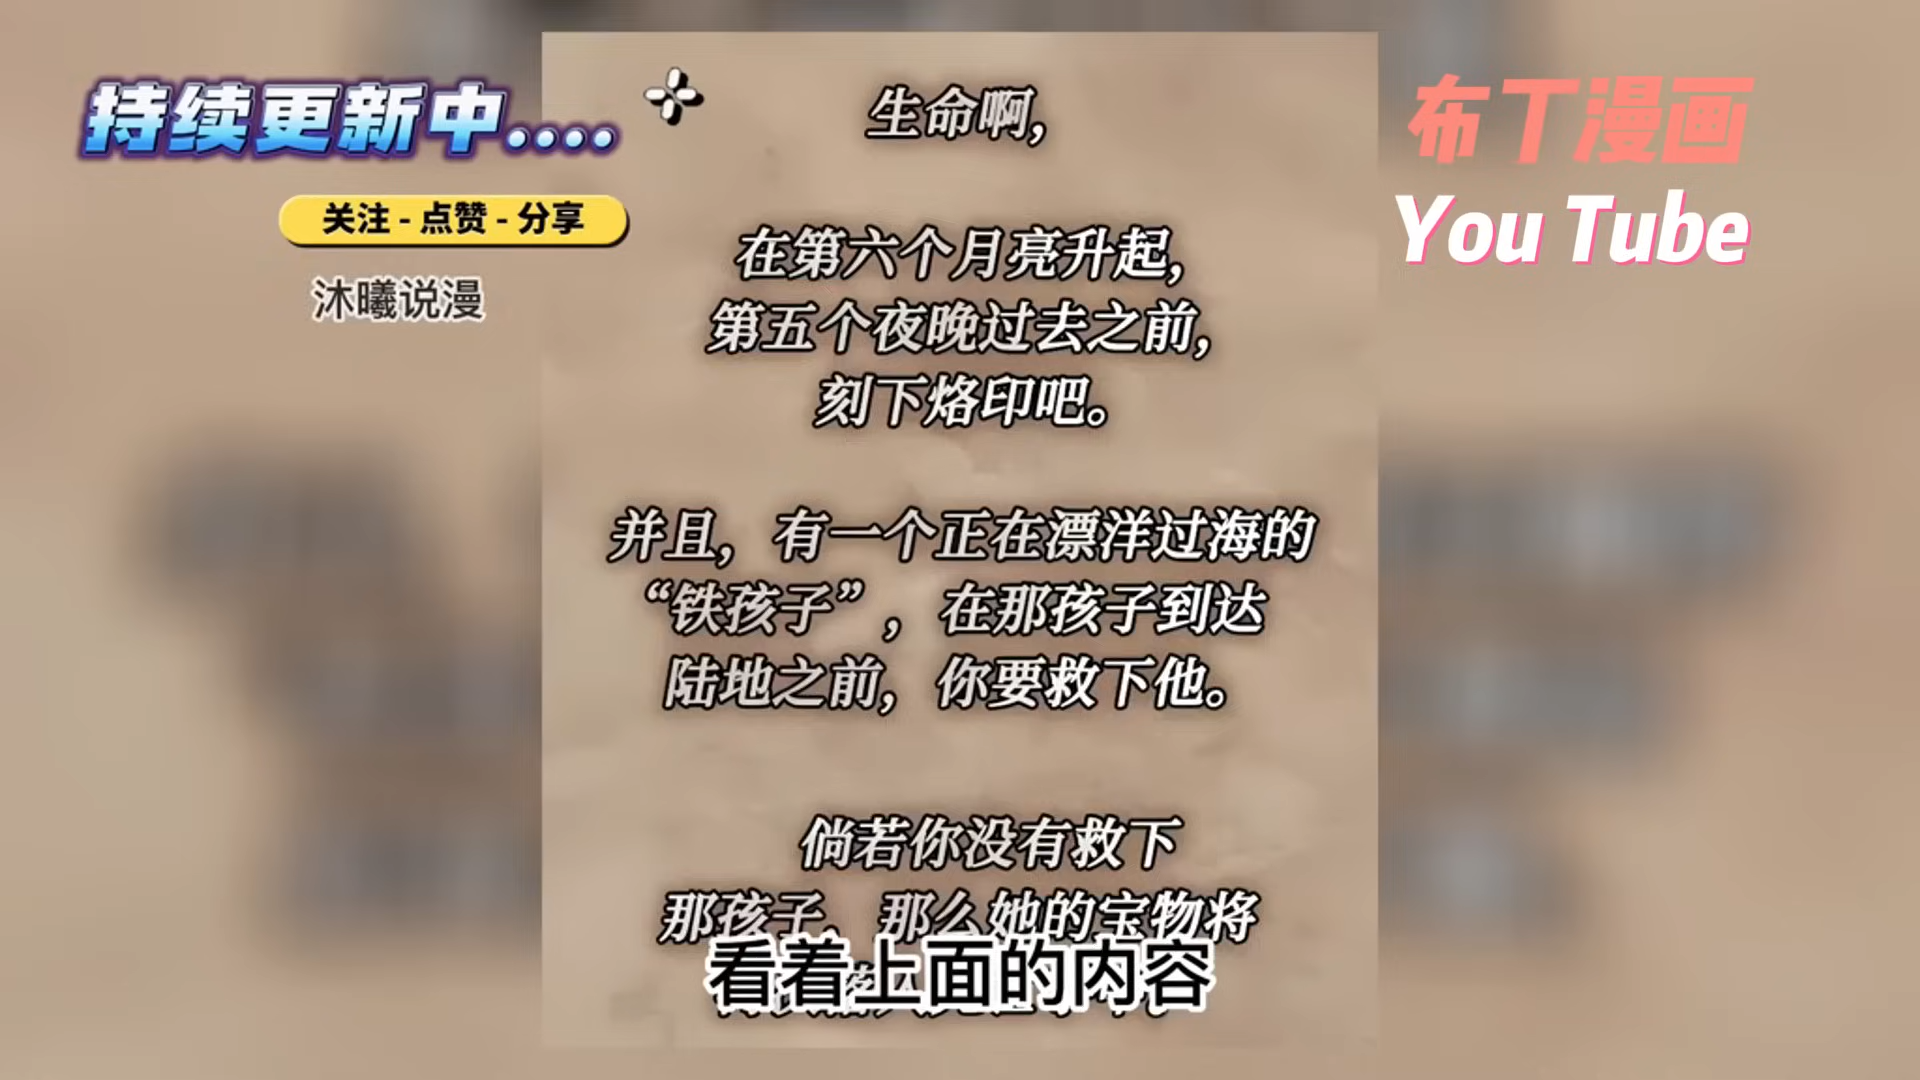 持续更新中....
关注-点赞-分享
沐曦说漫
布丁漫画
You Tube
生命啊，
在第六个月亮升起，
第五个夜晚过去之前，
刻下烙印吧。
并且，有一个正在漂洋过海的
“铁孩子”，在那孩子到达
陆地之前，你要救下他。
倘若你没有救下
那孩子，那么她的宝物将
看着上面的内容